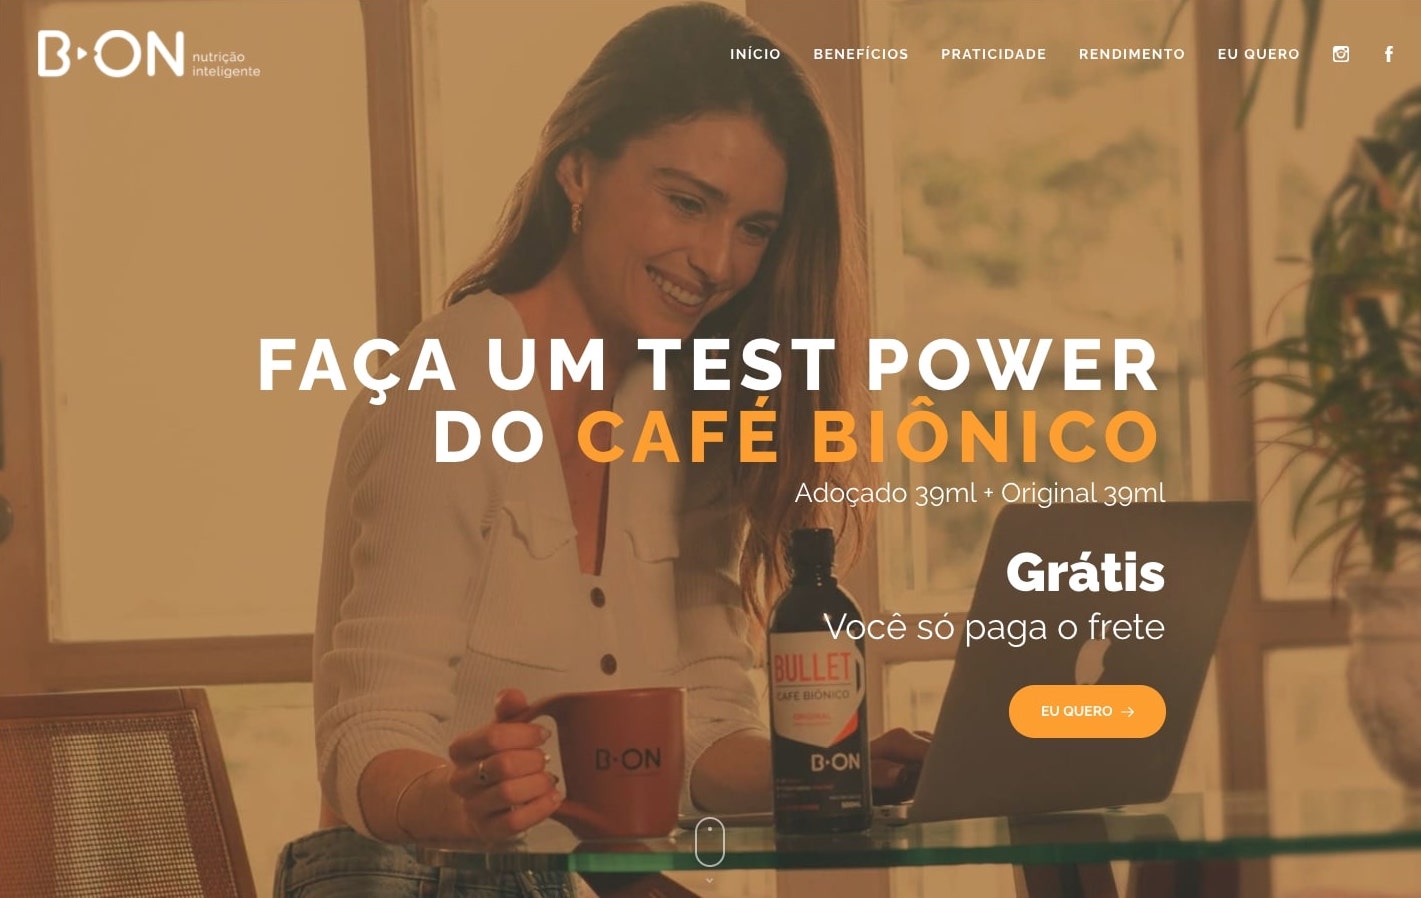 B·ON nutrição
inteligente
INÍCIO BENEFÍCIOS PRATICIDADE RENDIMENTO EU QUERO
FAÇA UM TEST POWER
DO CAFÉ BIÔNICO
Adoçado 39ml + Original 39ml
Grátis
Você só paga o frete
EU QUERO →
BULLET
CAFÉ BIÔNICO
ORIGINAL
B·ON
500ml
B·ON